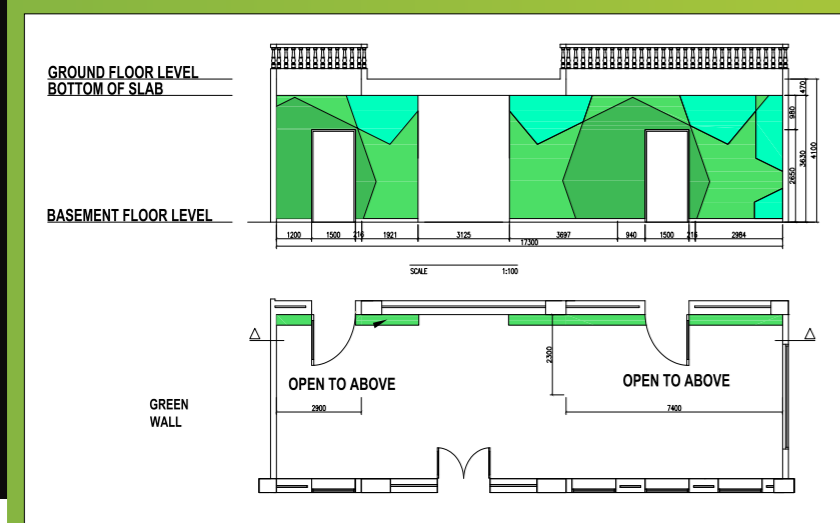 GROUND FLOOR LEVEL
BOTTOM OF SLAB
470
980
4100
3630
2650
BASEMENT FLOOR LEVEL
1200 1500 216 1921 3125 3697 940 1500 216 2984
17300
SCALE 1:100
2300
OPEN TO ABOVE OPEN TO ABOVE
2900 7400
GREEN
WALL